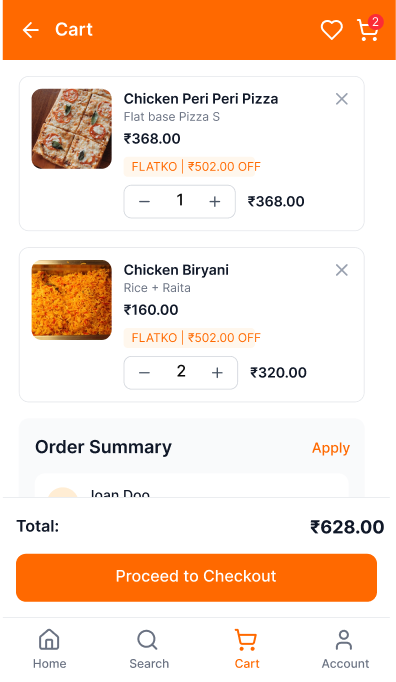 Cart
2
Chicken Peri Peri Pizza
Flat base Pizza S
₹368.00
FLATKO | ₹502.00 OFF
1
₹368.00
Chicken Biryani
Rice + Raita
₹160.00
FLATKO | ₹502.00 OFF
2
₹320.00
Order Summary
Apply
Joan Doo
Total:
₹628.00
Proceed to Checkout
Home
Search
Cart
Account